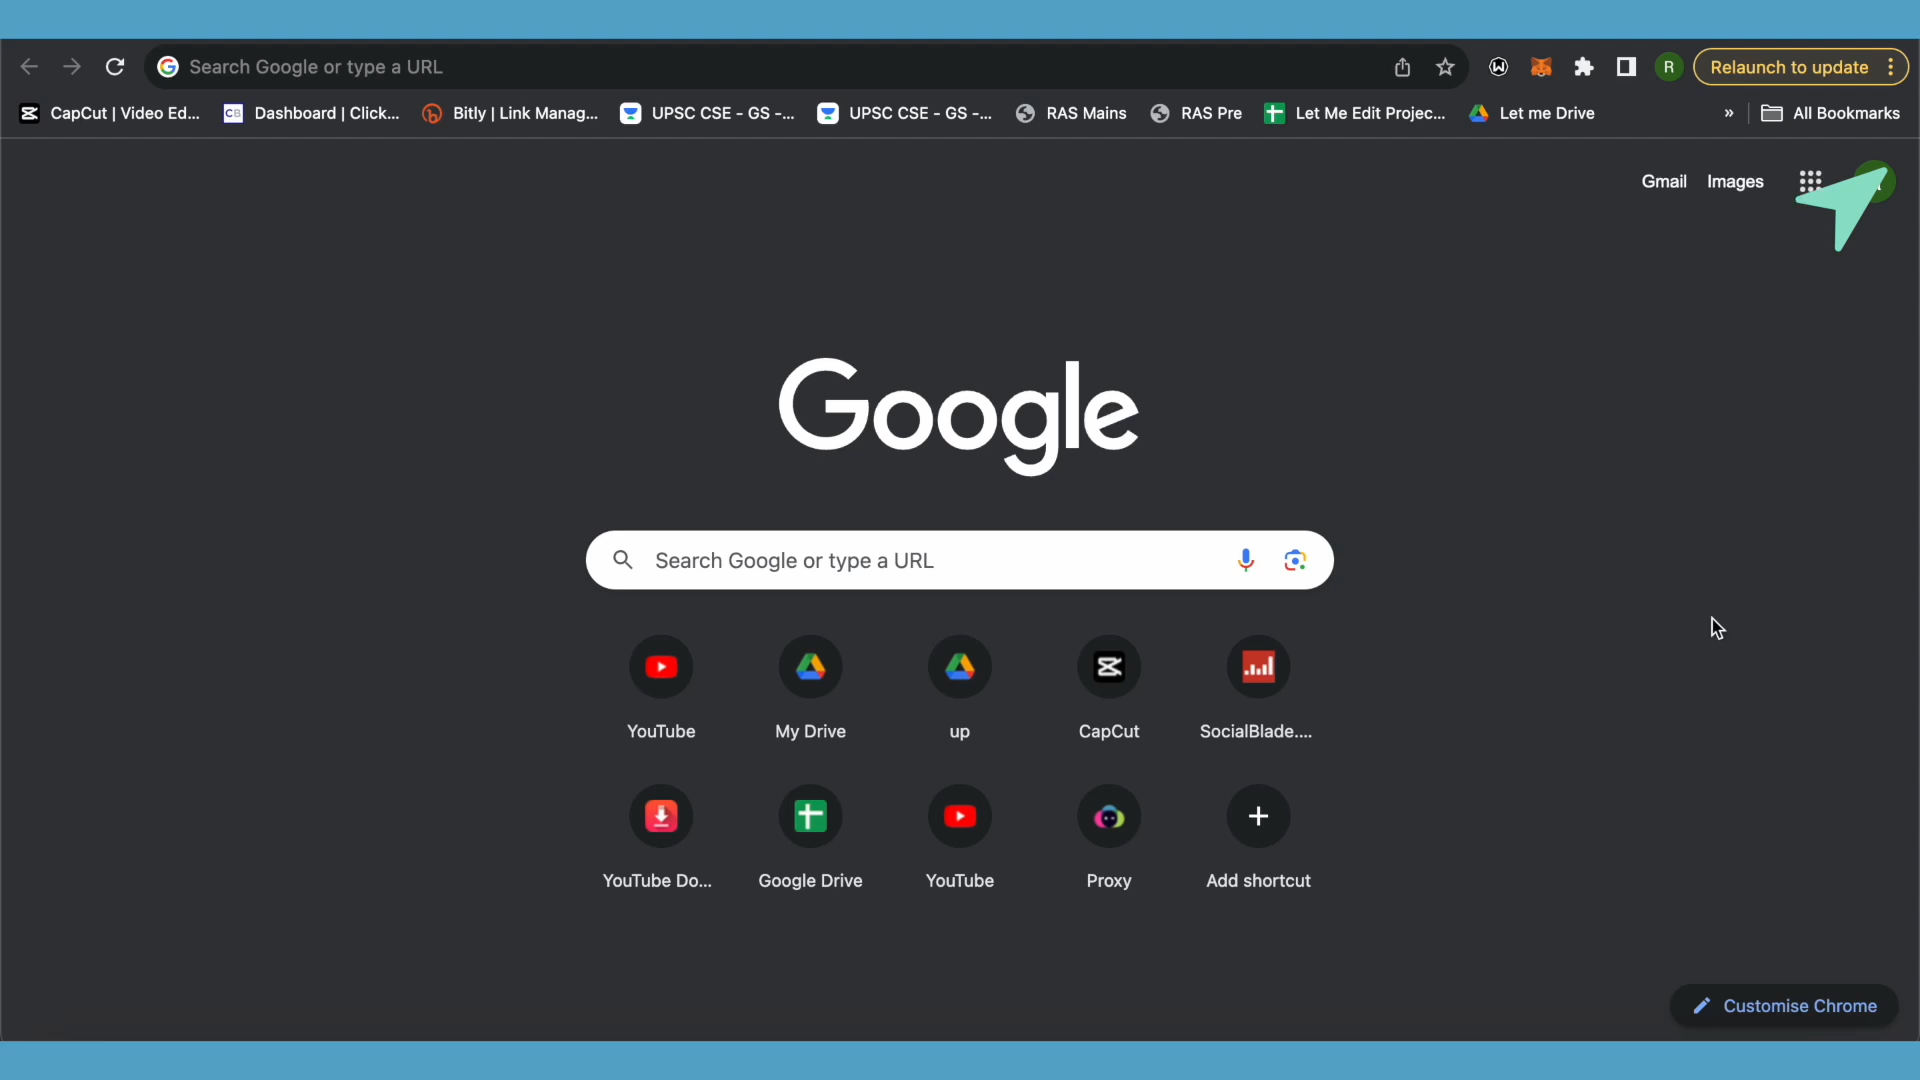 Search Google or type a URL
R
Relaunch to update
CapCut | Video Ed...
CB
Dashboard | Click...
Bitly | Link Manag...
UPSC CSE - GS -...
UPSC CSE - GS -...
RAS Mains
RAS Pre
Let Me Edit Projec...
Let me Drive
»
All Bookmarks
Gmail
Images
Google
Search Google or type a URL
YouTube
My Drive
up
CapCut
SocialBlade....
YouTube Do...
Google Drive
YouTube
Proxy
Add shortcut
Customise Chrome